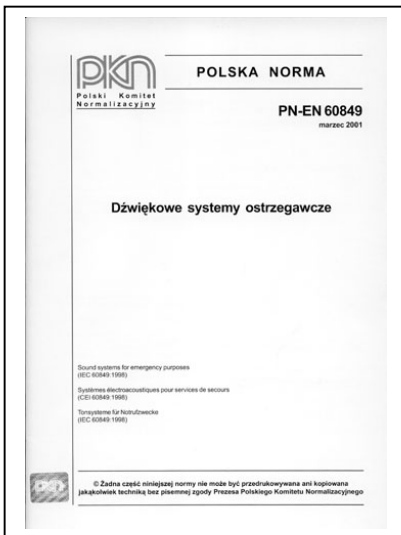 PKN
Polski Komitet
Normalizacyjny
POLSKA NORMA
PN-EN 60849
marzec 2001
Dźwiękowe systemy ostrzegawcze
Sound systems for emergency purposes
(IEC 60849:1998)
Systèmes électroacoustiques pour services de secours
(CEI 60849:1998)
Tonsysteme für Notrufzwecke
(IEC 60849:1998)
© Żadna część niniejszej normy nie może być przedrukowywana ani kopiowana
jakąkolwiek techniką bez pisemnej zgody Prezesa Polskiego Komitetu Normalizacyjnego